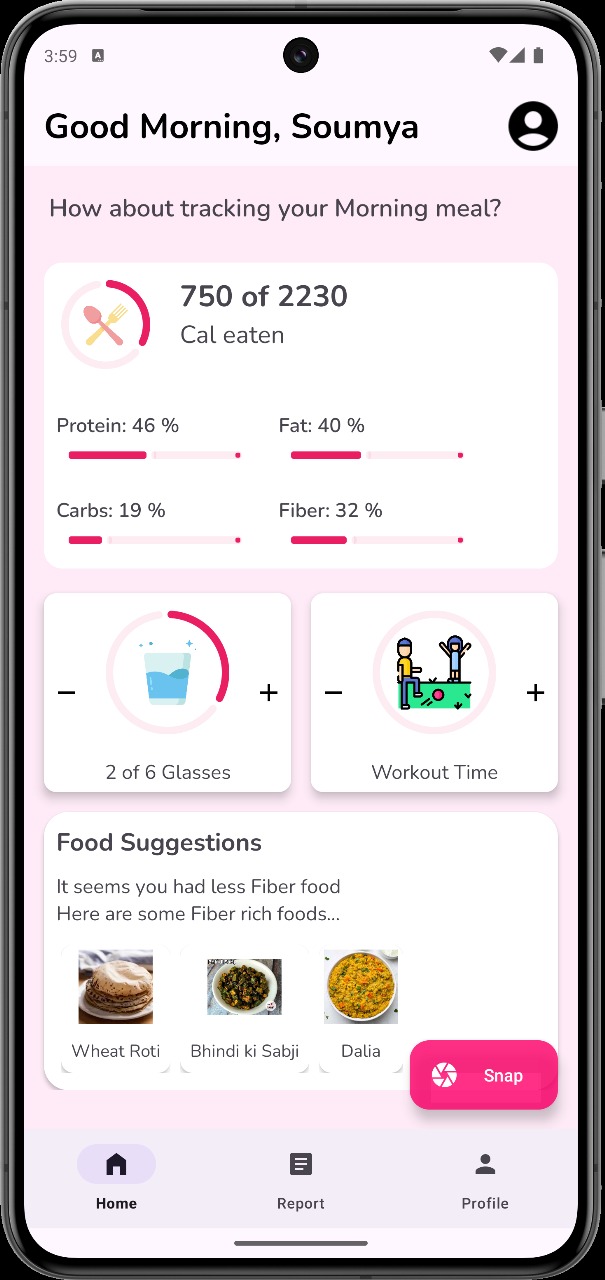 3:59 A
Good Morning, Soumya
How about tracking your Morning meal?
750 of 2230
Cal eaten
Protein: 46 %
Fat: 40 %
Carbs: 19 %
Fiber: 32 %
−
+
2 of 6 Glasses
−
+
Workout Time
Food Suggestions
It seems you had less Fiber food
Here are some Fiber rich foods...
Wheat Roti
Bhindi ki Sabji
Dalia
Snap
Home
Report
Profile